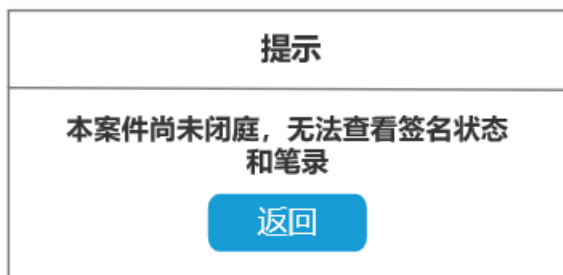 提示
本案件尚未闭庭，无法查看签名状态
和笔录
返回